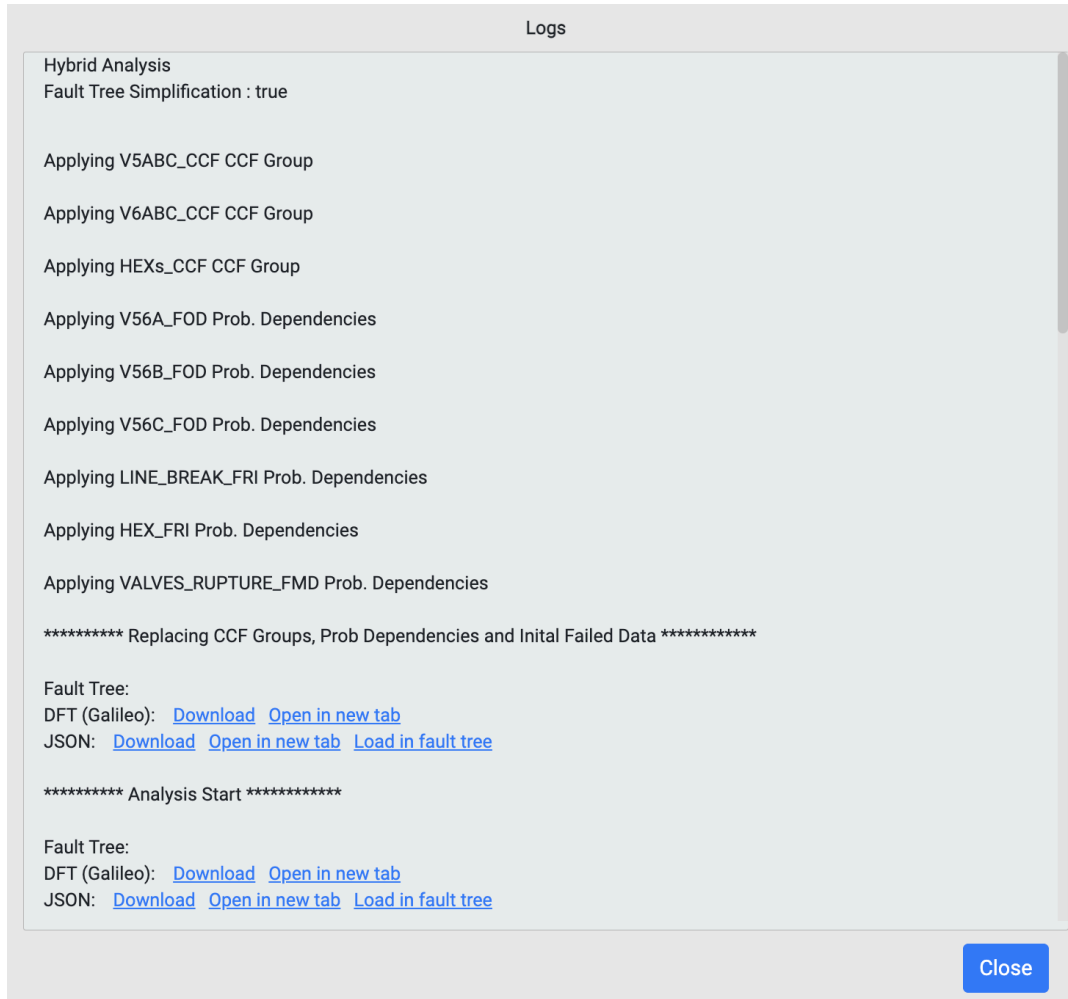 Logs
Hybrid Analysis
Fault Tree Simplification : true
Applying V5ABC_CCF CCF Group
Applying V6ABC_CCF CCF Group
Applying HEXs_CCF CCF Group
Applying V56A_FOD Prob. Dependencies
Applying V56B_FOD Prob. Dependencies
Applying V56C_FOD Prob. Dependencies
Applying LINE_BREAK_FRI Prob. Dependencies
Applying HEX_FRI Prob. Dependencies
Applying VALVES_RUPTURE_FMD Prob. Dependencies
********** Replacing CCF Groups, Prob Dependencies and Inital Failed Data ************
Fault Tree:
DFT (Galileo): Download Open in new tab
JSON: Download Open in new tab Load in fault tree
********** Analysis Start ************
Fault Tree:
DFT (Galileo): Download Open in new tab
JSON: Download Open in new tab Load in fault tree
Close